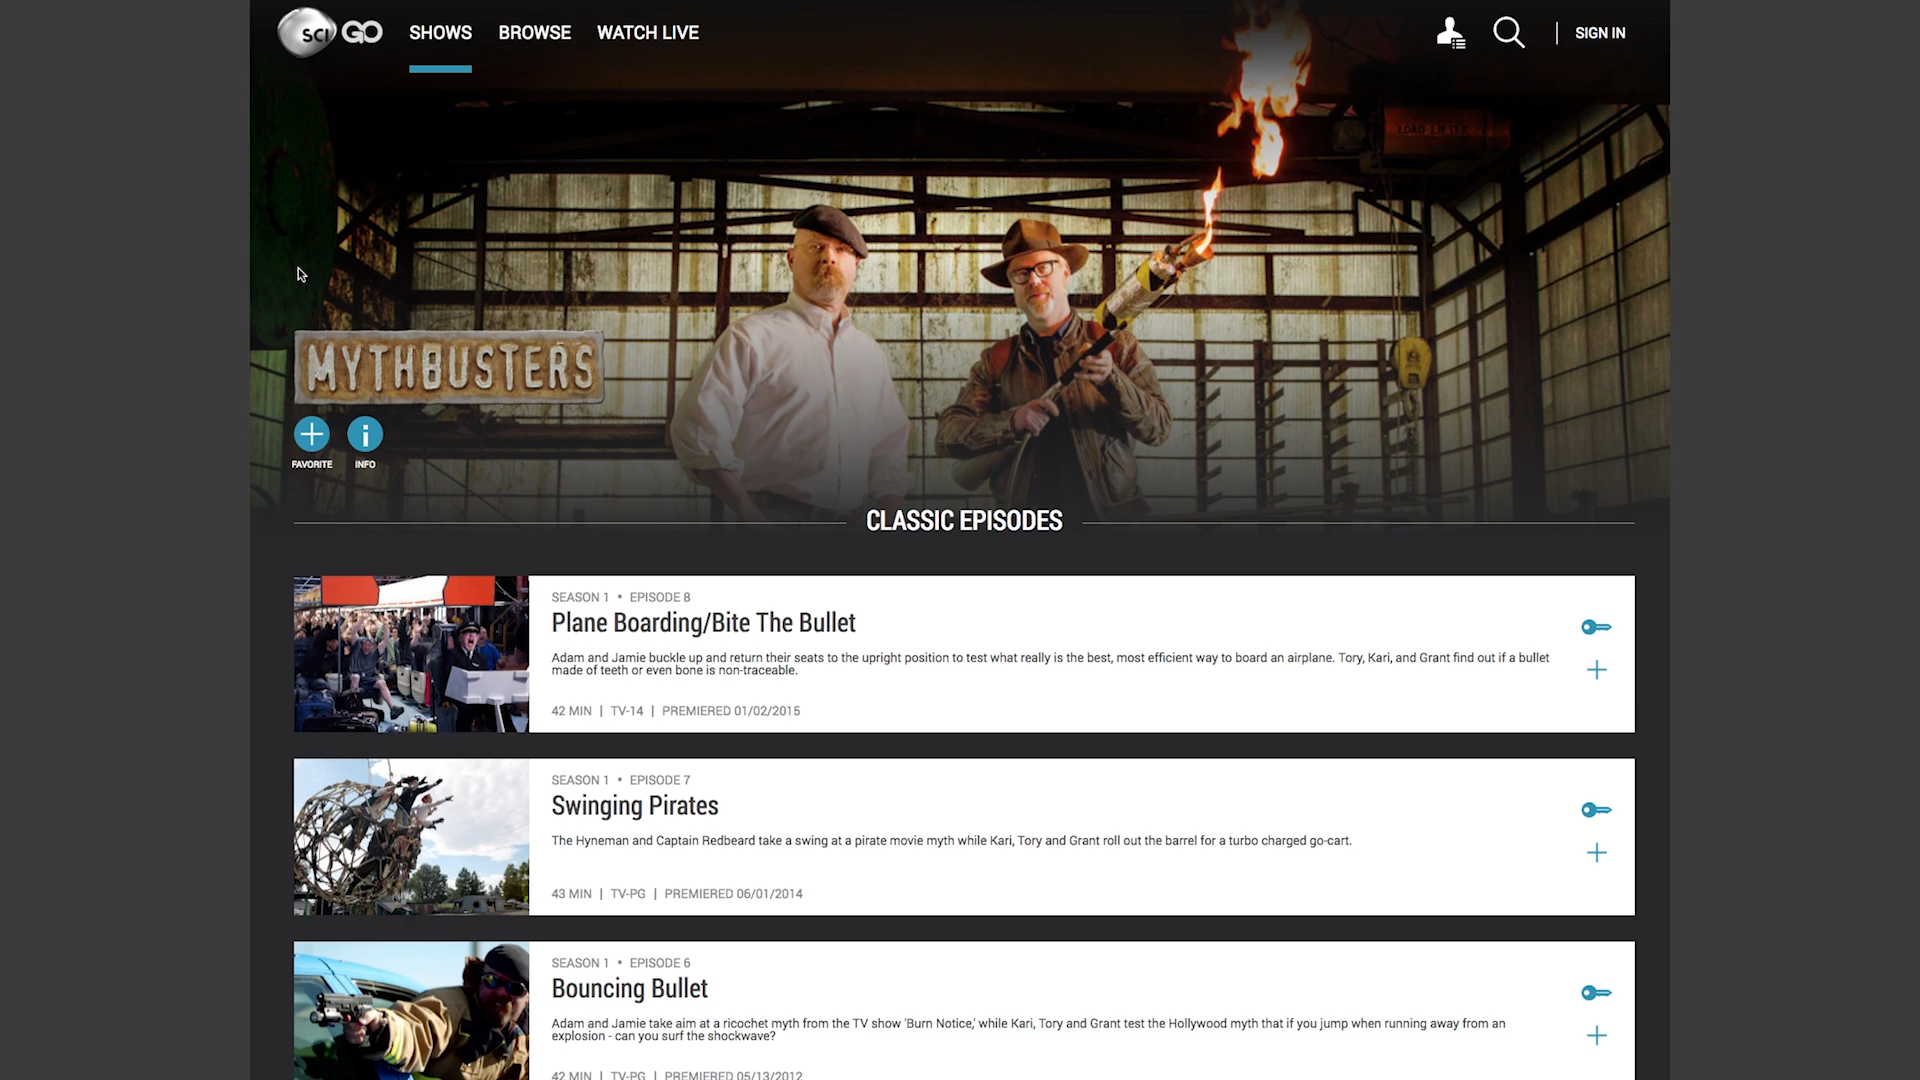 SCI GO
SHOWS
BROWSE
WATCH LIVE
SIGN IN
LOAD LIFTER
MYTHBUSTERS
FAVORITE
INFO
CLASSIC EPISODES
SEASON 1 • EPISODE 8
Plane Boarding/Bite The Bullet
Adam and Jamie buckle up and return their seats to the upright position to test what really is the best, most efficient way to board an airplane. Tory, Kari, and Grant find out if a bullet
made of teeth or even bone is non-traceable.
42 MIN | TV-14 | PREMIERED 01/02/2015
SEASON 1 • EPISODE 7
Swinging Pirates
The Hyneman and Captain Redbeard take a swing at a pirate movie myth while Kari, Tory and Grant roll out the barrel for a turbo charged go-cart.
43 MIN | TV-PG | PREMIERED 06/01/2014
SEASON 1 • EPISODE 6
Bouncing Bullet
Adam and Jamie take aim at a ricochet myth from the TV show 'Burn Notice,' while Kari, Tory and Grant test the Hollywood myth that if you jump when running away from an
explosion - can you surf the shockwave?
42 MIN | TV-PG | PREMIERED 05/13/2012